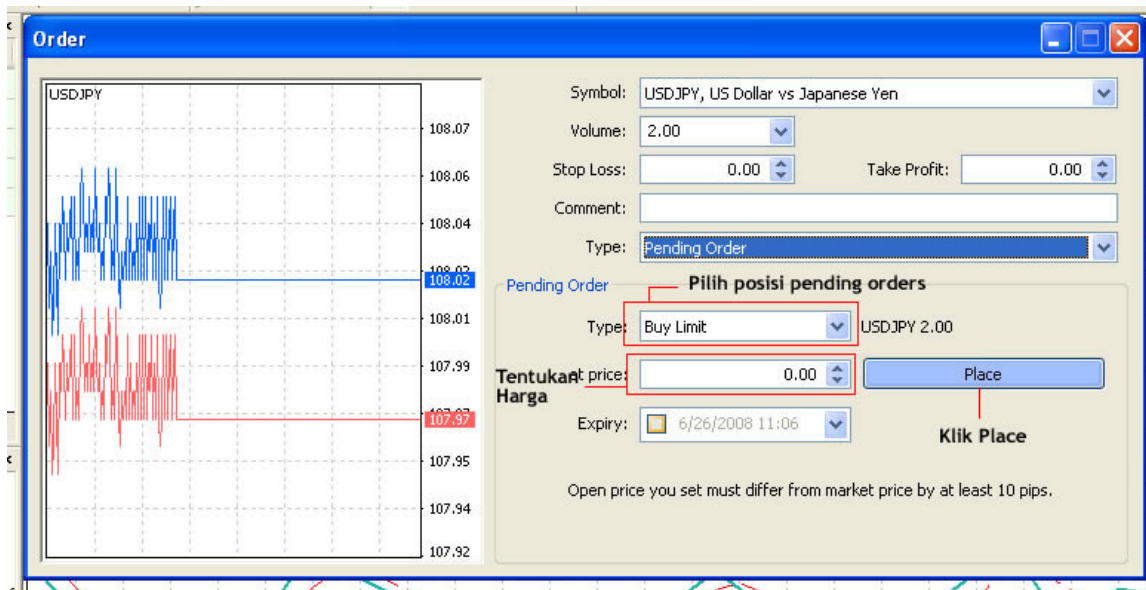 Order
USDJPY
108.07
108.06
108.04
108.02
108.01
107.99
107.97
107.95
107.94
107.92
Symbol: USDJPY, US Dollar vs Japanese Yen
Volume: 2.00
Stop Loss: 0.00 Take Profit: 0.00
Comment:
Type: Pending Order
Pending Order
Pilih posisi pending orders
Type: Buy Limit USDJPY 2.00
Tentukan
Harga
at price: 0.00 Place
Expiry: 6/26/2008 11:06
Klik Place
Open price you set must differ from market price by at least 10 pips.